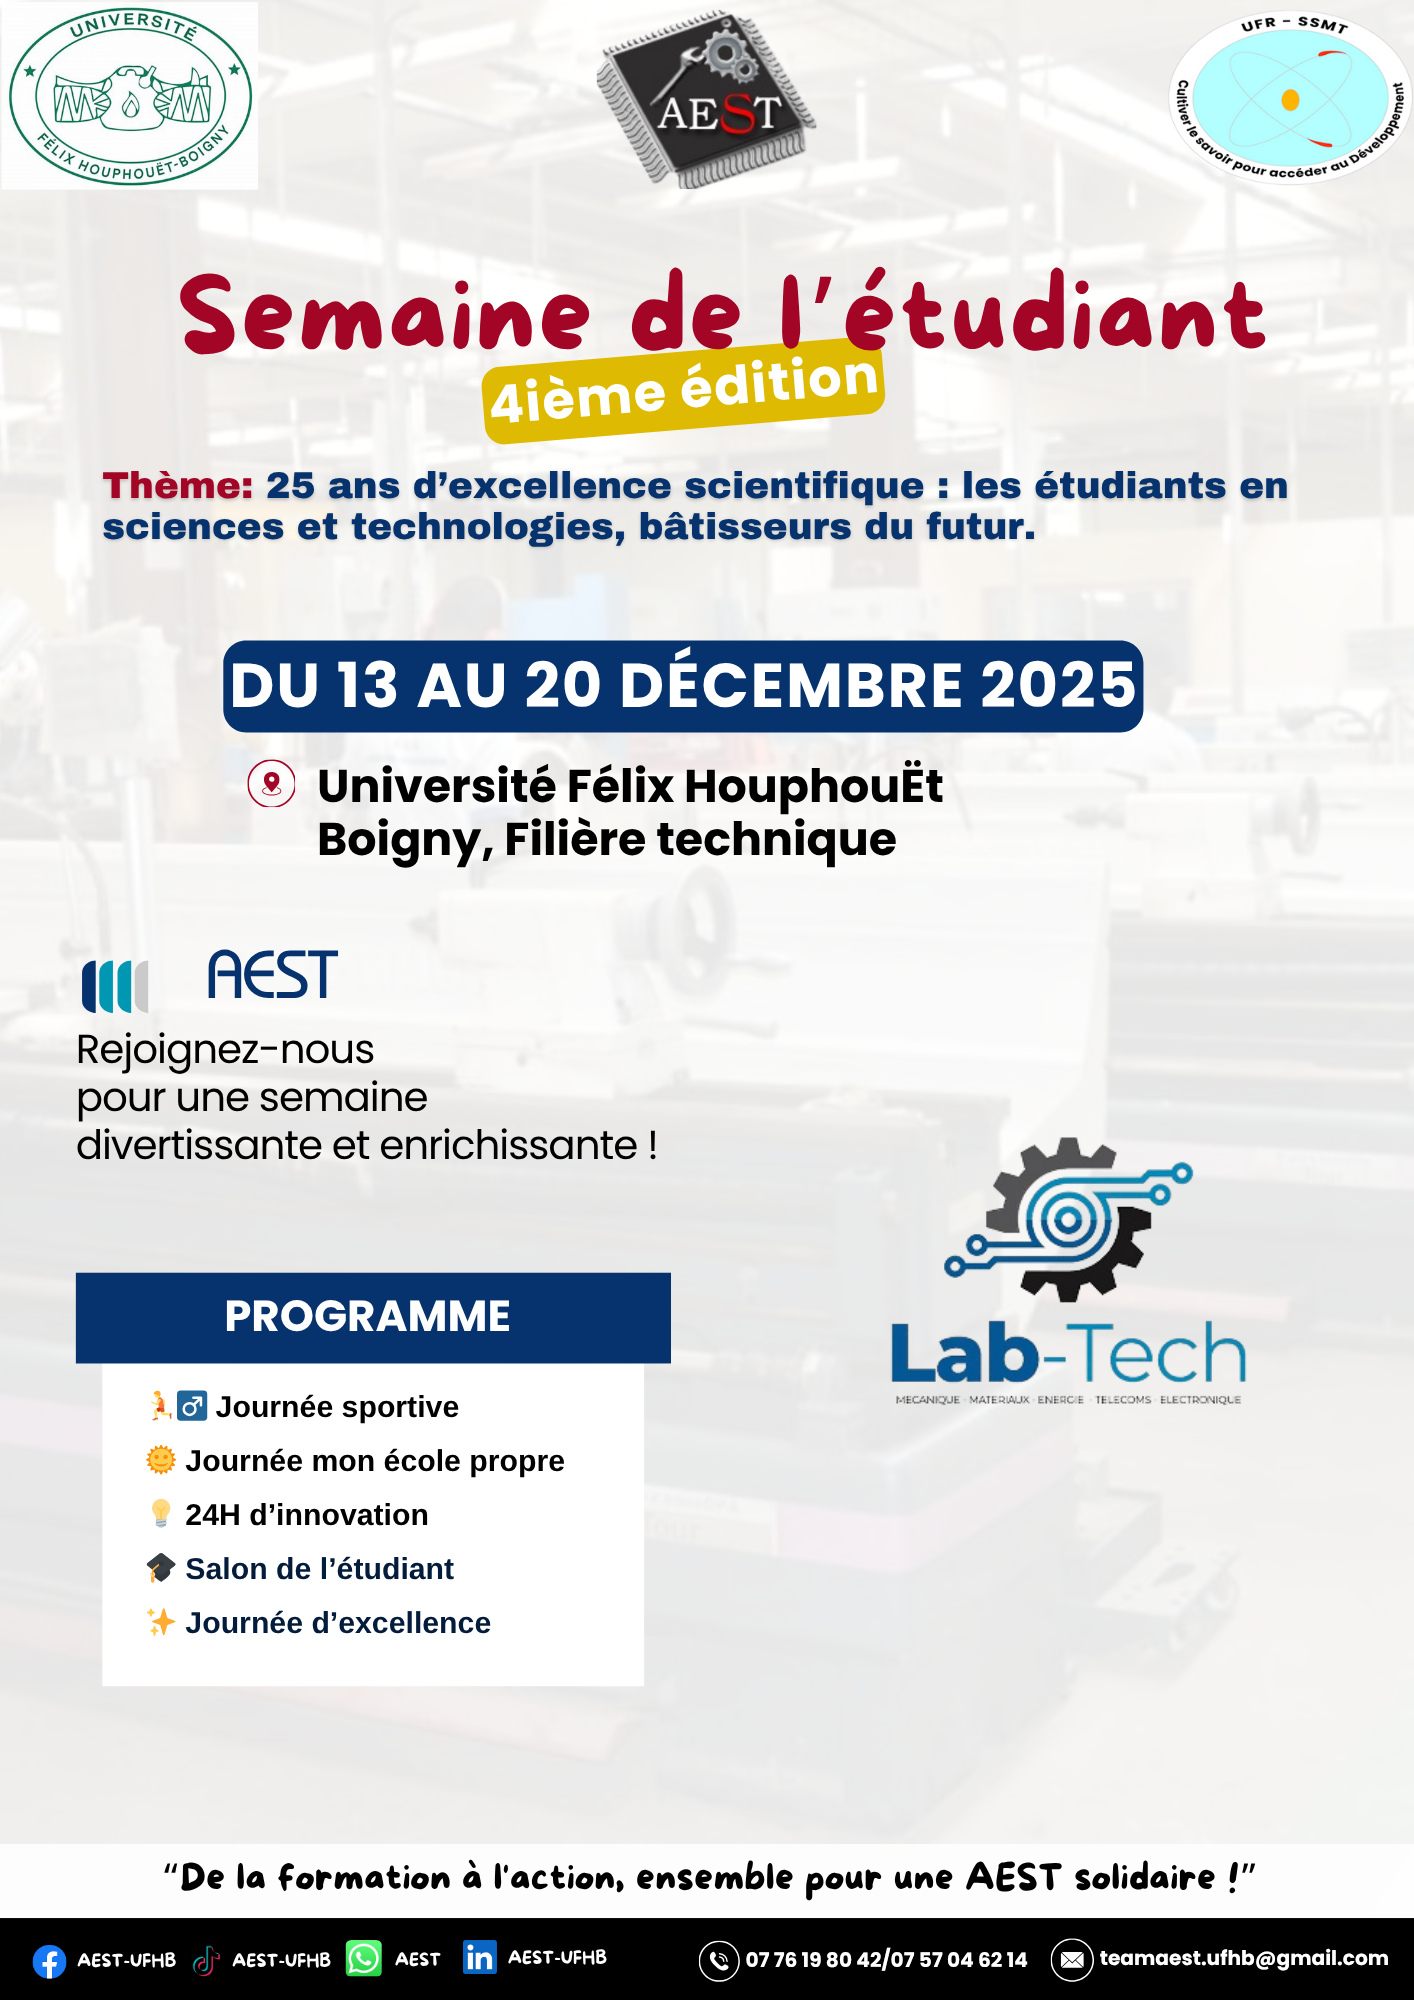 UNIVERSITÉ
FÉLIX HOUPHOUËT-BOIGNY
AEST
UFR - SSMT
Cultiver le savoir pour accéder au Développement
Semaine de l'étudiant
4ième édition
Thème: 25 ans d'excellence scientifique : les étudiants en
sciences et technologies, bâtisseurs du futur.
DU 13 AU 20 DÉCEMBRE 2025
Université Félix HouphouËt
Boigny, Filière technique
AEST
Rejoignez-nous
pour une semaine
divertissante et enrichissante !
Lab-Tech
MECANIQUE · MATERIAUX · ENERGIE · TELECOMS · ELECTRONIQUE
PROGRAMME
Journée sportive
Journée mon école propre
24H d'innovation
Salon de l'étudiant
Journée d'excellence
"De la formation à l'action, ensemble pour une AEST solidaire !"
AEST-UFHB AEST-UFHB AEST AEST-UFHB 07 76 19 80 42/07 57 04 62 14 teamaest.ufhb@gmail.com